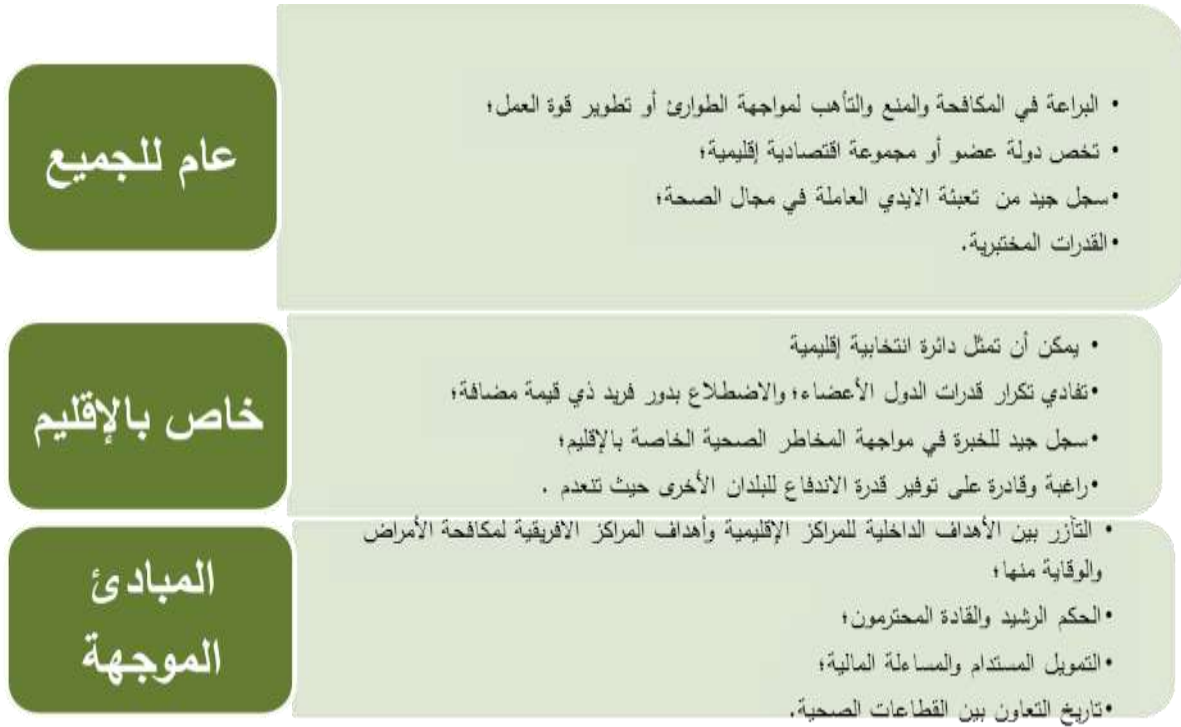 عام للجميع
• البراعة في المكافحة والمنع والتأهب لمواجهة الطوارئ أو تطوير قوة العمل؛
• تخص دولة عضو أو مجموعة اقتصادية إقليمية؛
•سجل جيد من تعبئة الايدي العاملة في مجال الصحة؛
•القدرات المختبرية.
خاص بالإقليم
• يمكن أن تمثل دائرة انتخابية إقليمية
•تفادي تكرار قدرات الدول الأعضاء؛ والاضطلاع بدور فريد ذي قيمة مضافة؛
•سجل جيد للخبرة في مواجهة المخاطر الصحية الخاصة بالإقليم؛
•راغبة وقادرة على توفير قدرة الاندفاع للبلدان الأخرى حيث تنعدم .
المبادئ
الموجهة
• التآزر بين الأهداف الداخلية للمراكز الإقليمية وأهداف المراكز الافريقية لمكافحة الأمراض
والوقاية منها؛
•الحكم الرشيد والقادة المحترمون؛
•التمويل المستدام والمساءلة المالية؛
•تاريخ التعاون بين القطاعات الصحية.